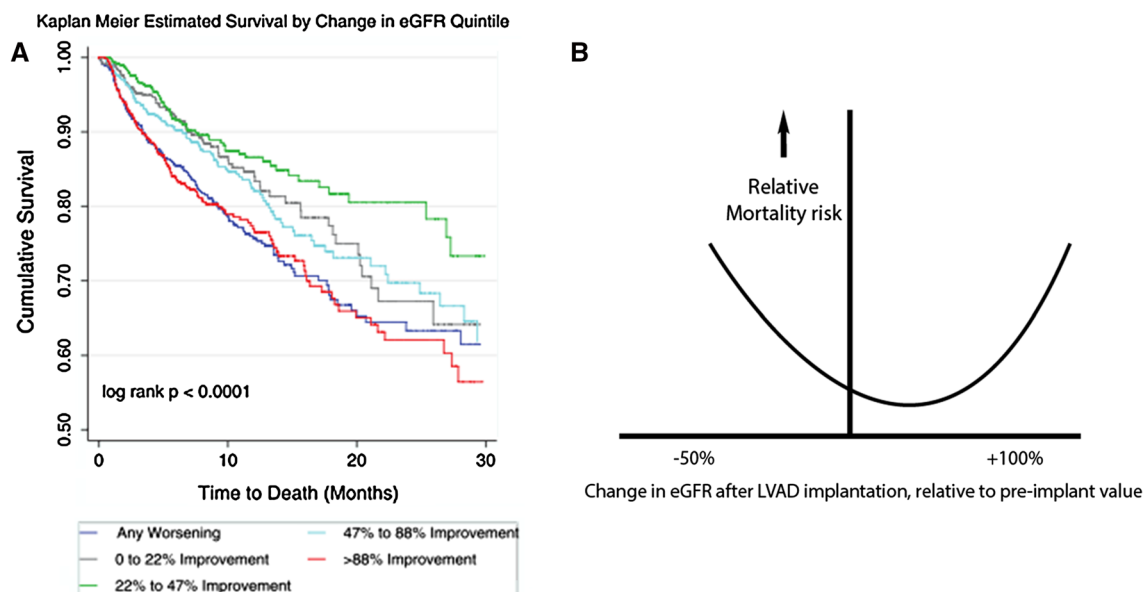 Kaplan Meier Estimated Survival by Change in eGFR Quintile
A
B
1.00
0.90
0.80
0.70
0.60
0.50
Cumulative Survival
log rank p < 0.0001
0 10 20 30
Time to Death (Months)
Any Worsening
0 to 22% Improvement
22% to 47% Improvement
47% to 88% Improvement
>88% Improvement
Relative
Mortality risk
-50% +100%
Change in eGFR after LVAD implantation, relative to pre-implant value